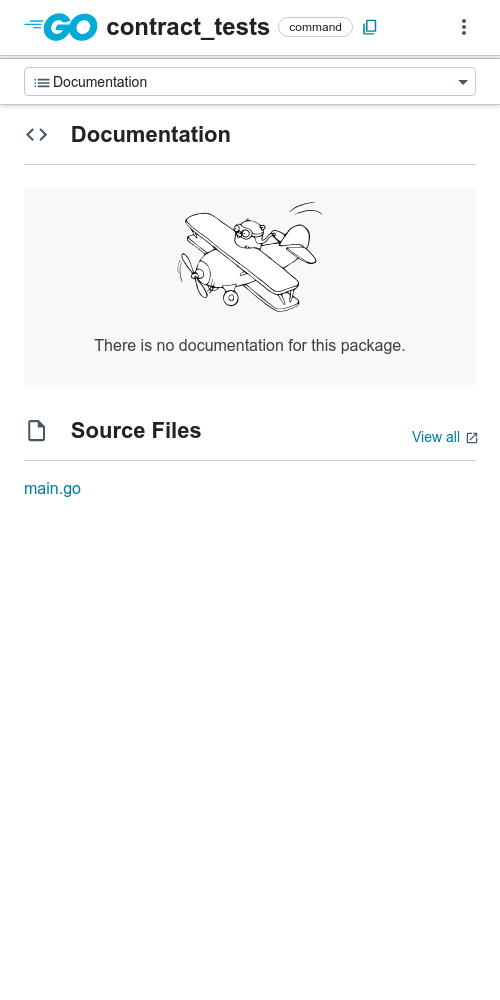 GO contract_tests command
Documentation
Documentation
There is no documentation for this package.
Source Files
View all
main.go